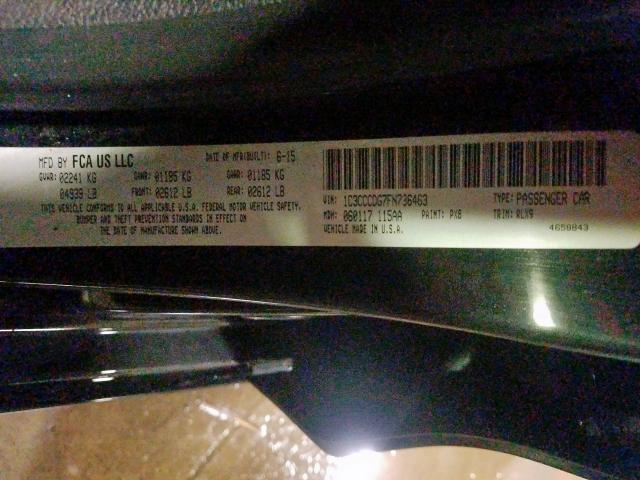 MFD BY FCA US LLC DATE OF MFR(BUILT): 6-15
GVWR: 02241 KG GAWR: 01185 KG GAWR: 01185 KG
04939 LB FRONT: 02612 LB REAR: 02612 LB
THIS VEHICLE CONFORMS TO ALL APPLICABLE U.S.A. FEDERAL MOTOR VEHICLE SAFETY,
BUMPER AND THEFT PREVENTION STANDARDS IN EFFECT ON
THE DATE OF MANUFACTURE SHOWN ABOVE.
VIN: 1C3CCCDG7FN736463 TYPE: PASSENGER CAR
MDH: 060117 115AA PAINT: PX8 TRIM: RLX9
VEHICLE MADE IN U.S.A. 4658843